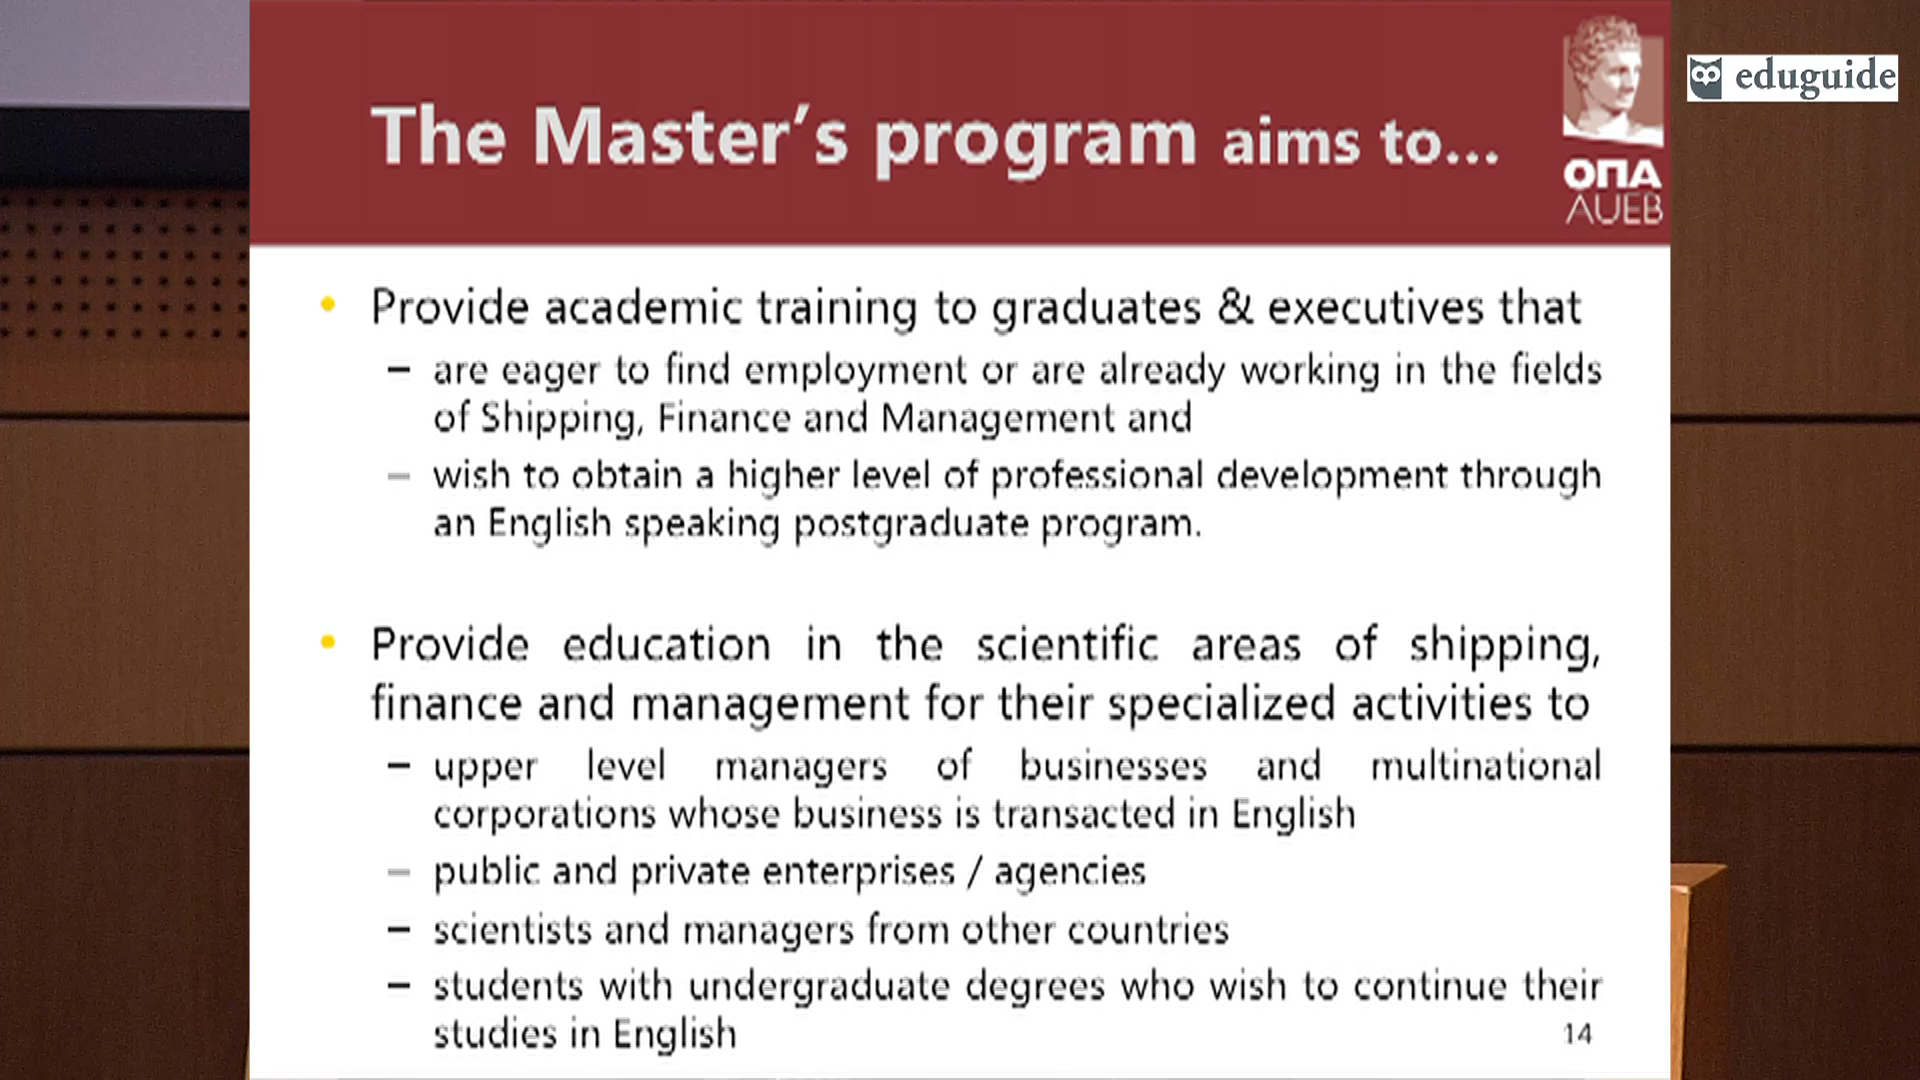 The Master's program aims to...
ΟΠΑ
AUEB
eduguide
• Provide academic training to graduates & executives that
– are eager to find employment or are already working in the fields
of Shipping, Finance and Management and
– wish to obtain a higher level of professional development through
an English speaking postgraduate program.
• Provide education in the scientific areas of shipping,
finance and management for their specialized activities to
– upper level managers of businesses and multinational
corporations whose business is transacted in English
– public and private enterprises / agencies
– scientists and managers from other countries
– students with undergraduate degrees who wish to continue their
studies in English
14